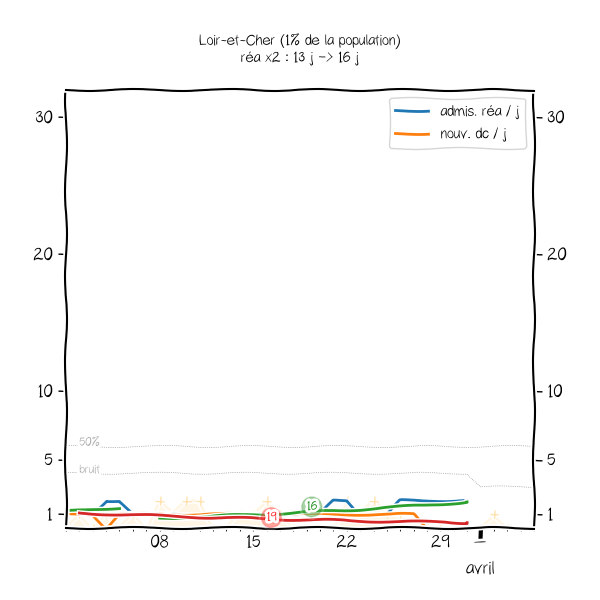 Loir-et-Cher (1% de la population)
réa x2 : 13 j -> 16 j
admis. réa / j
nouv. dc / j
30 30
20 20
10 10
50%
5 5
bruit
16
19
1 1
08 15 22 29 1
avril